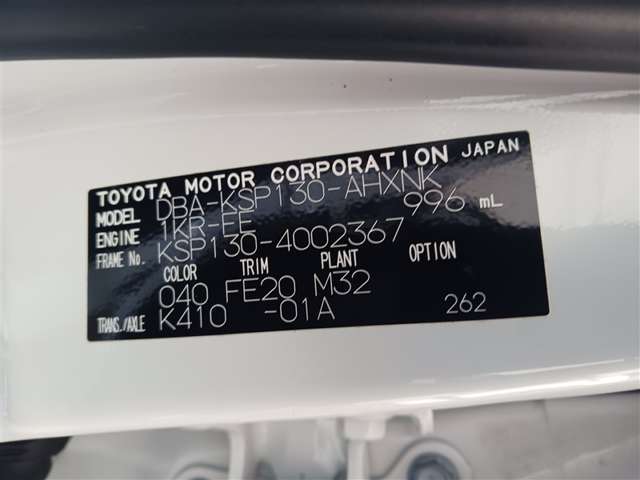 TOYOTA MOTOR CORPORATION JAPAN
MODEL DBA-KSP130-AHXNK
ENGINE 1KR-FE 996 mL
FRAME No. KSP130-4002367
COLOR TRIM PLANT OPTION
040 FE20 M32
TRANS./AXLE K410 -01A 262